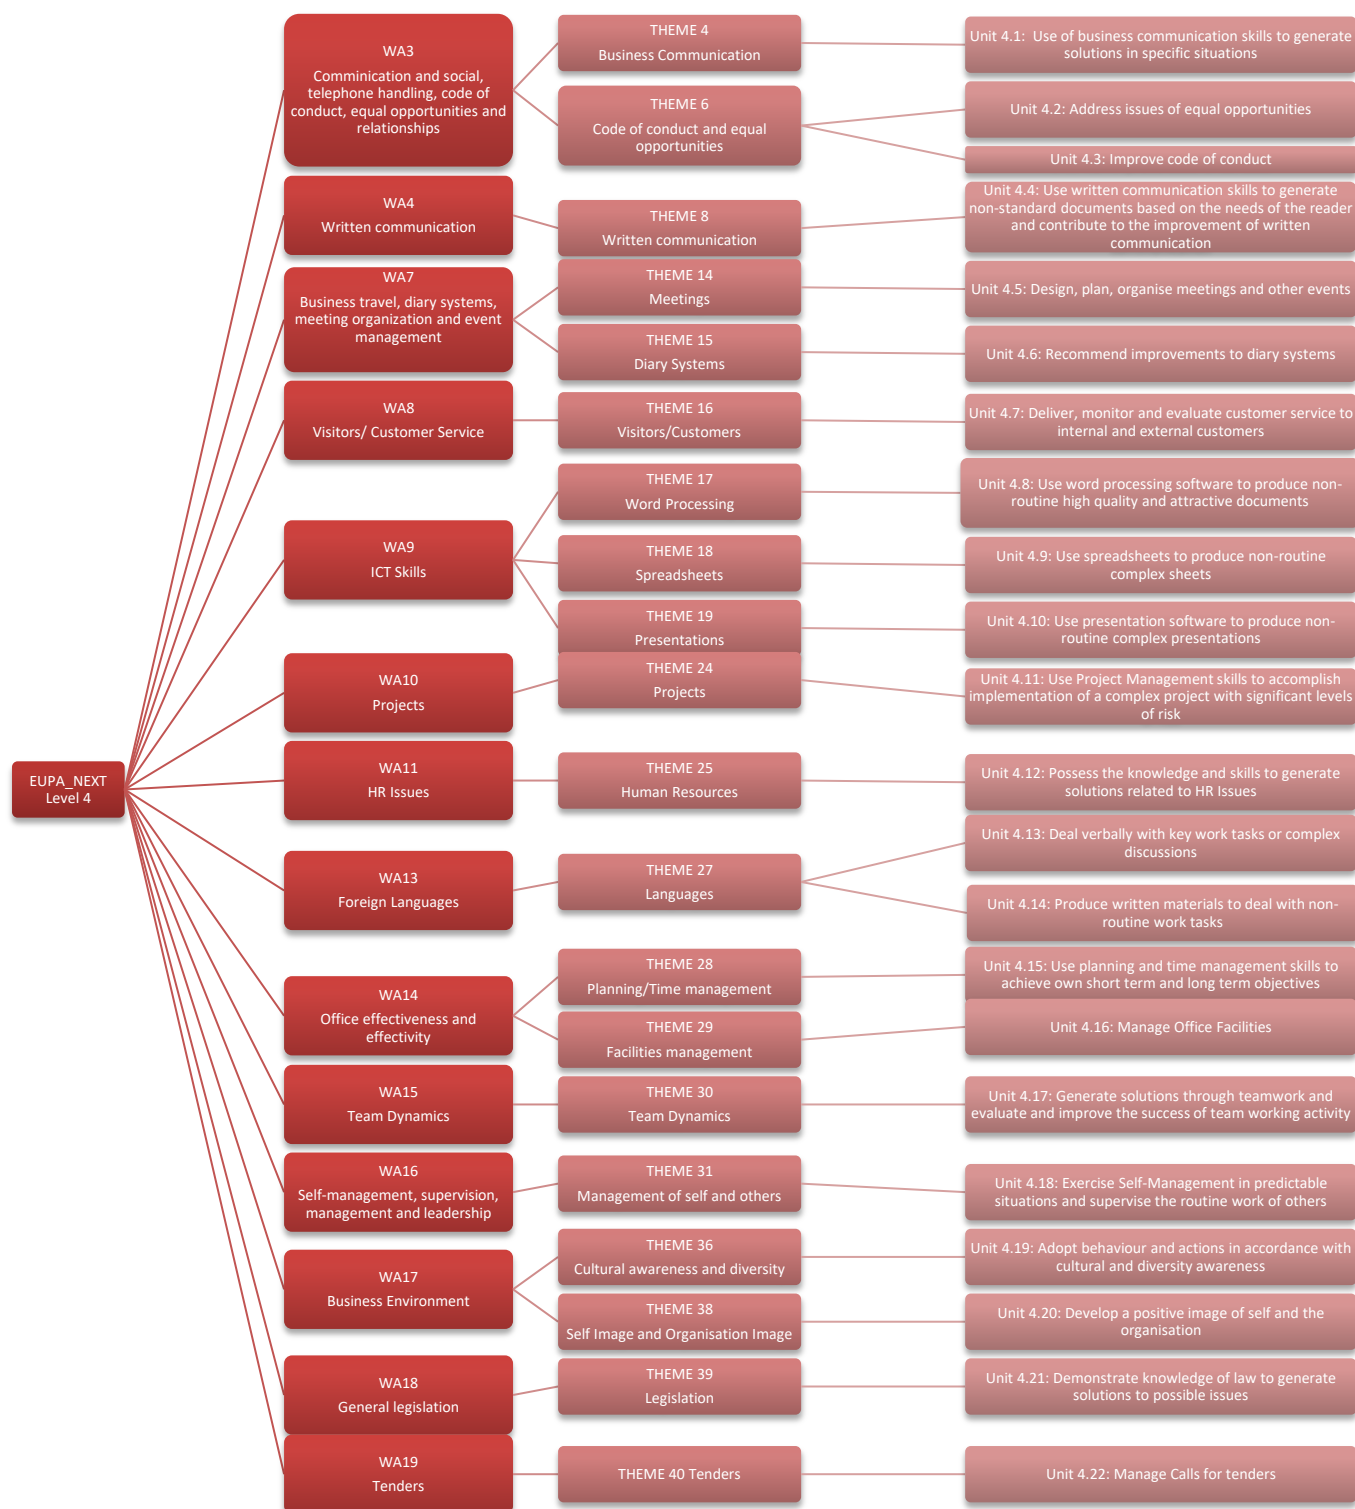 EUPA_NEXT
Level 4
WA3
Comminication and social,
telephone handling, code of
conduct, equal opportunities and
relationships
THEME 4
Business Communication
Unit 4.1:  Use of business communication skills to generate
solutions in specific situations
THEME 6
Code of conduct and equal
opportunities
Unit 4.2: Address issues of equal opportunities
Unit 4.3: Improve code of conduct
WA4
Written communication
THEME 8
Written communication
Unit 4.4: Use written communication skills to generate
non-standard documents based on the needs of the reader
and contribute to the improvement of written
communication
WA7
Business travel, diary systems,
meeting organization and event
management
THEME 14
Meetings
Unit 4.5: Design, plan, organise meetings and other events
THEME 15
Diary Systems
Unit 4.6: Recommend improvements to diary systems
WA8
Visitors/ Customer Service
THEME 16
Visitors/Customers
Unit 4.7: Deliver, monitor and evaluate customer service to
internal and external customers
WA9
ICT Skills
THEME 17
Word Processing
Unit 4.8: Use word processing software to produce non-
routine high quality and attractive documents
THEME 18
Spreadsheets
Unit 4.9: Use spreadsheets to produce non-routine
complex sheets
THEME 19
Presentations
Unit 4.10: Use presentation software to produce non-
routine complex presentations
WA10
Projects
THEME 24
Projects
Unit 4.11: Use Project Management skills to accomplish
implementation of a complex project with significant levels
of risk
WA11
HR Issues
THEME 25
Human Resources
Unit 4.12: Possess the knowledge and skills to generate
solutions related to HR Issues
WA13
Foreign Languages
THEME 27
Languages
Unit 4.13: Deal verbally with key work tasks or complex
discussions
Unit 4.14: Produce written materials to deal with non-
routine work tasks
WA14
Office effectiveness and
effectivity
THEME 28
Planning/Time management
Unit 4.15: Use planning and time management skills to
achieve own short term and long term objectives
THEME 29
Facilities management
Unit 4.16: Manage Office Facilities
WA15
Team Dynamics
THEME 30
Team Dynamics
Unit 4.17: Generate solutions through teamwork and
evaluate and improve the success of team working activity
WA16
Self-management, supervision,
management and leadership
THEME 31
Management of self and others
Unit 4.18: Exercise Self-Management in predictable
situations and supervise the routine work of others
WA17
Business Environment
THEME 36
Cultural awareness and diversity
Unit 4.19: Adopt behaviour and actions in accordance with
cultural and diversity awareness
THEME 38
Self Image and Organisation Image
Unit 4.20: Develop a positive image of self and the
organisation
WA18
General legislation
THEME 39
Legislation
Unit 4.21: Demonstrate knowledge of law to generate
solutions to possible issues
WA19
Tenders
THEME 40 Tenders
Unit 4.22: Manage Calls for tenders